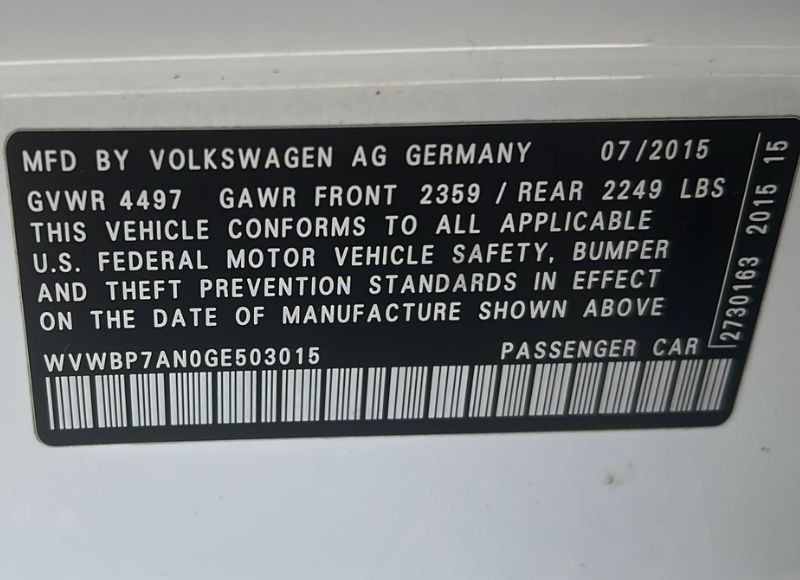 MFD BY VOLKSWAGEN AG GERMANY 07/2015
GVWR 4497 GAWR FRONT 2359 / REAR 2249 LBS
THIS VEHICLE CONFORMS TO ALL APPLICABLE
U.S. FEDERAL MOTOR VEHICLE SAFETY, BUMPER
AND THEFT PREVENTION STANDARDS IN EFFECT
ON THE DATE OF MANUFACTURE SHOWN ABOVE
WVWBP7AN0GE503015 PASSENGER CAR
2730163 2015 15